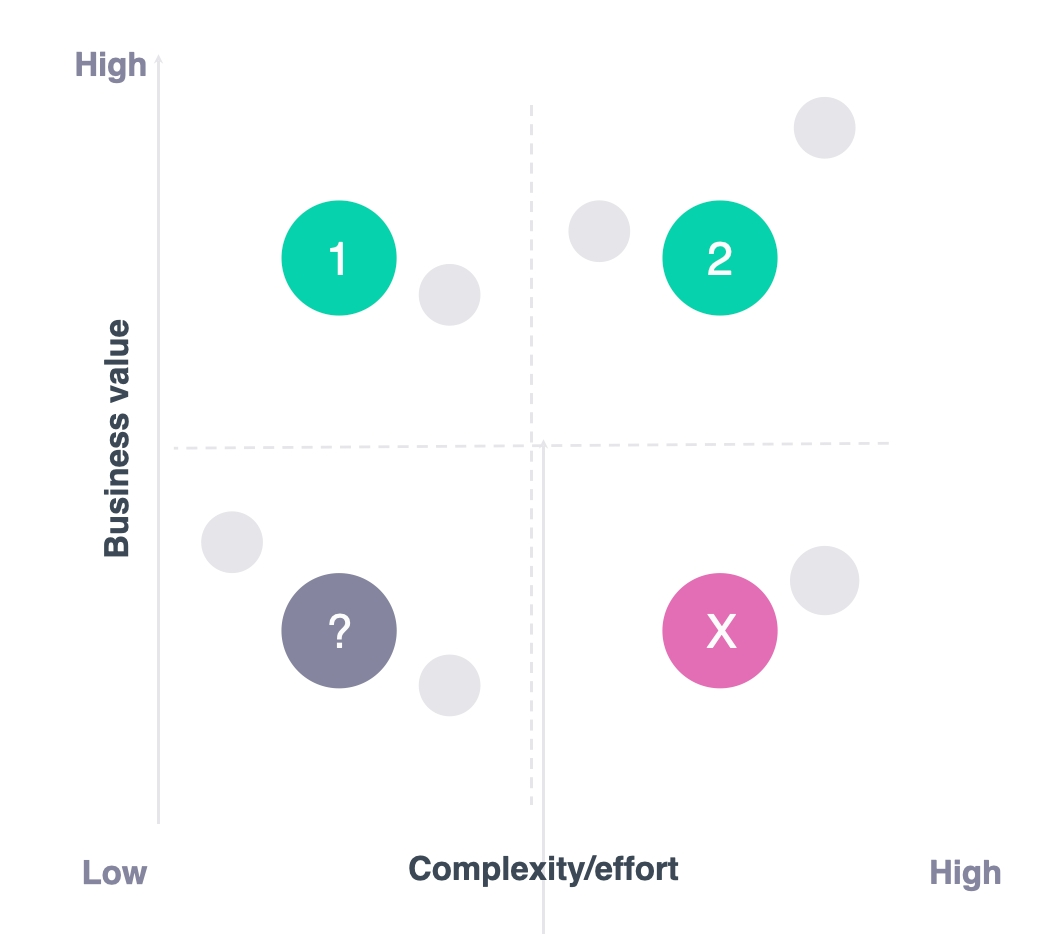 High
1
2
Business value
?
X
Low
Complexity/effort
High